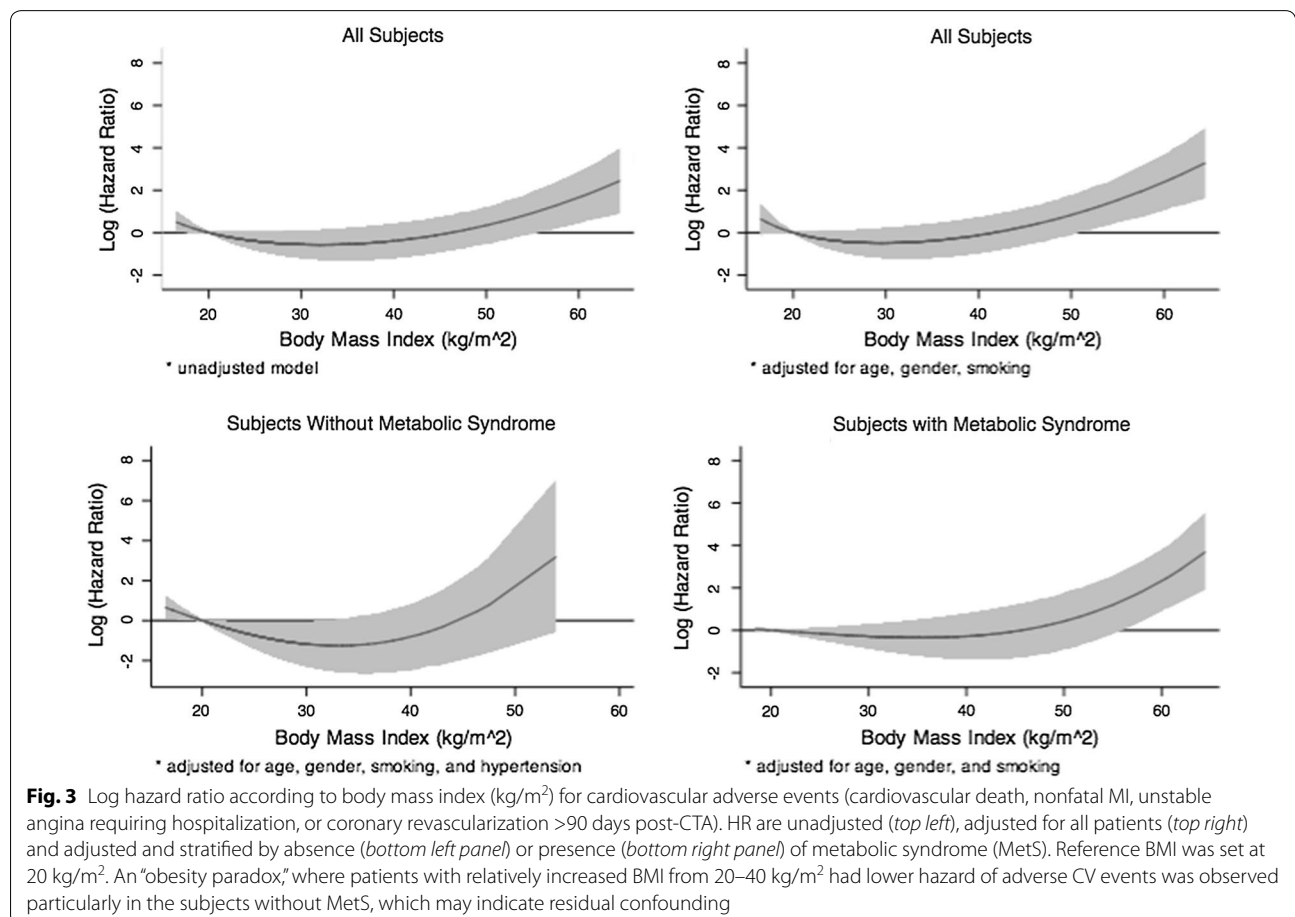 All Subjects
Log (Hazard Ratio)
8
6
4
2
0
-2
20 30 40 50 60
Body Mass Index (kg/m^2)
* unadjusted model
All Subjects
Log (Hazard Ratio)
8
6
4
2
0
-2
20 30 40 50 60
Body Mass Index (kg/m^2)
* adjusted for age, gender, smoking
Subjects Without Metabolic Syndrome
Log (Hazard Ratio)
8
6
4
2
0
-2
20 30 40 50 60
Body Mass Index (kg/m^2)
* adjusted for age, gender, smoking, and hypertension
Subjects with Metabolic Syndrome
Log (Hazard Ratio)
8
6
4
2
0
-2
20 30 40 50 60
Body Mass Index (kg/m^2)
* adjusted for age, gender, and smoking
Fig. 3 Log hazard ratio according to body mass index (kg/m²) for cardiovascular adverse events (cardiovascular death, nonfatal MI, unstable
angina requiring hospitalization, or coronary revascularization >90 days post-CTA). HR are unadjusted (top left), adjusted for all patients (top right)
and adjusted and stratified by absence (bottom left panel) or presence (bottom right panel) of metabolic syndrome (MetS). Reference BMI was set at
20 kg/m². An “obesity paradox,” where patients with relatively increased BMI from 20–40 kg/m² had lower hazard of adverse CV events was observed
particularly in the subjects without MetS, which may indicate residual confounding